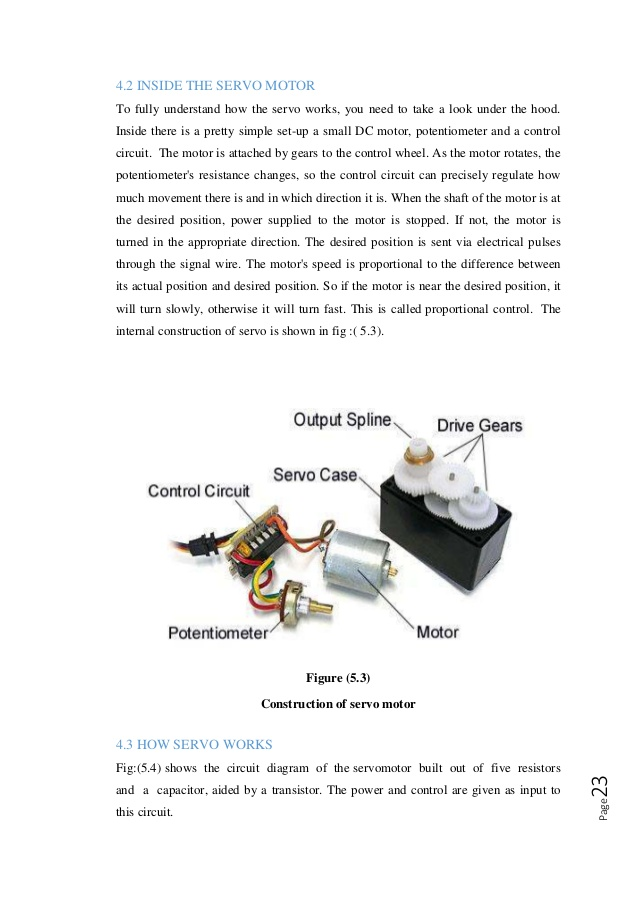 4.2 INSIDE THE SERVO MOTOR
To fully understand how the servo works, you need to take a look under the hood.
Inside there is a pretty simple set-up a small DC motor, potentiometer and a control
circuit. The motor is attached by gears to the control wheel. As the motor rotates, the
potentiometer's resistance changes, so the control circuit can precisely regulate how
much movement there is and in which direction it is. When the shaft of the motor is at
the desired position, power supplied to the motor is stopped. If not, the motor is
turned in the appropriate direction. The desired position is sent via electrical pulses
through the signal wire. The motor's speed is proportional to the difference between
its actual position and desired position. So if the motor is near the desired position, it
will turn slowly, otherwise it will turn fast. This is called proportional control. The
internal construction of servo is shown in fig :( 5.3).
Output Spline
Drive Gears
Servo Case
Control Circuit
Potentiometer
Motor
Figure (5.3)
Construction of servo motor
4.3 HOW SERVO WORKS
Fig:(5.4) shows the circuit diagram of the servomotor built out of five resistors
and a capacitor, aided by a transistor. The power and control are given as input to
this circuit.
Page 23